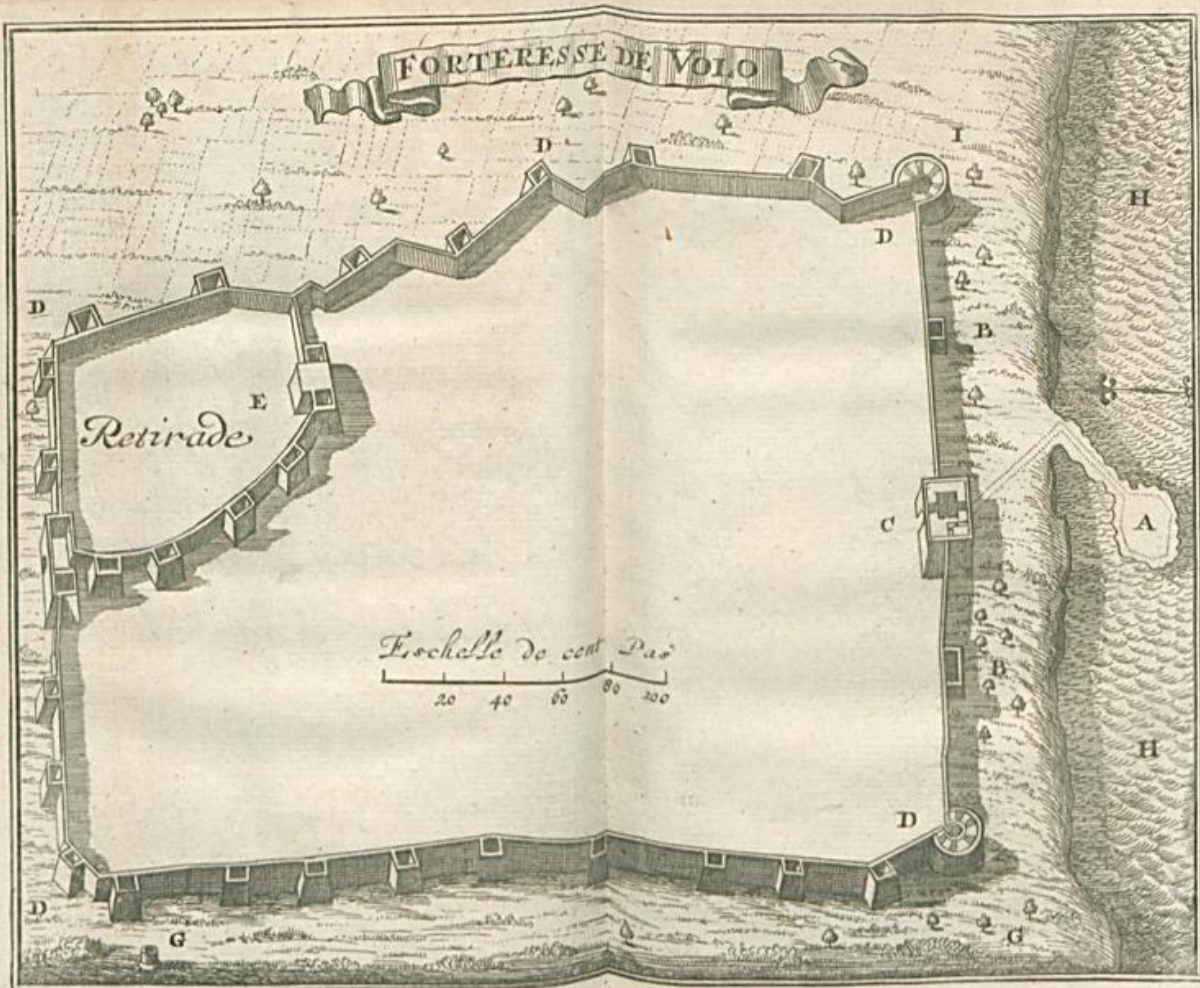 FORTERESSE DE VOLO
I
D
H
D
D
B
E
Retirade
A
C
Eschelle de cent Pas
B
20 40 60 80 100
H
D
D
G
G